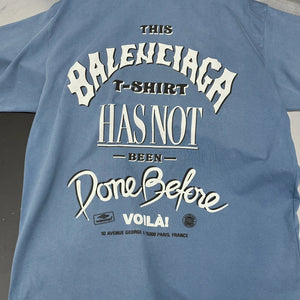 THIS
BALENCIAGA
T-SHIRT
HAS NOT
—BEEN—
Done Before
VOILÀ!
10 AVENUE GEORGE V, 75008 PARIS, FRANCE